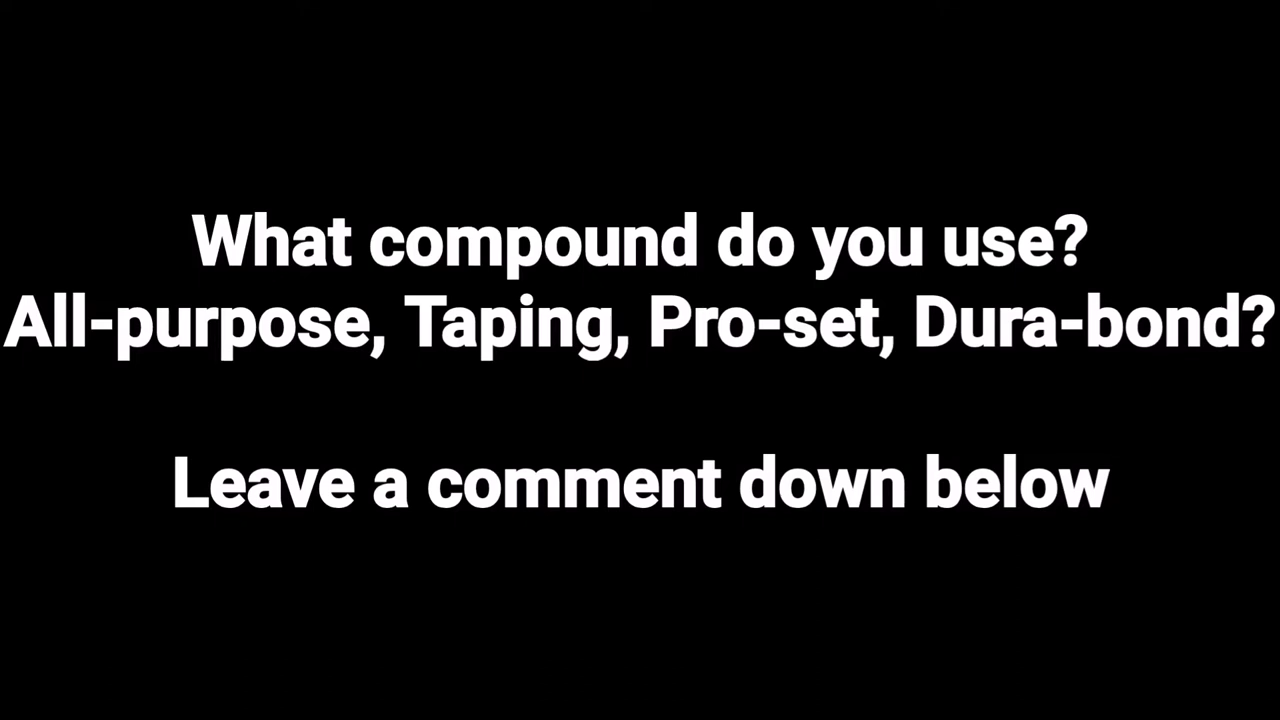 What compound do you use?
All-purpose, Taping, Pro-set, Dura-bond?
Leave a comment down below